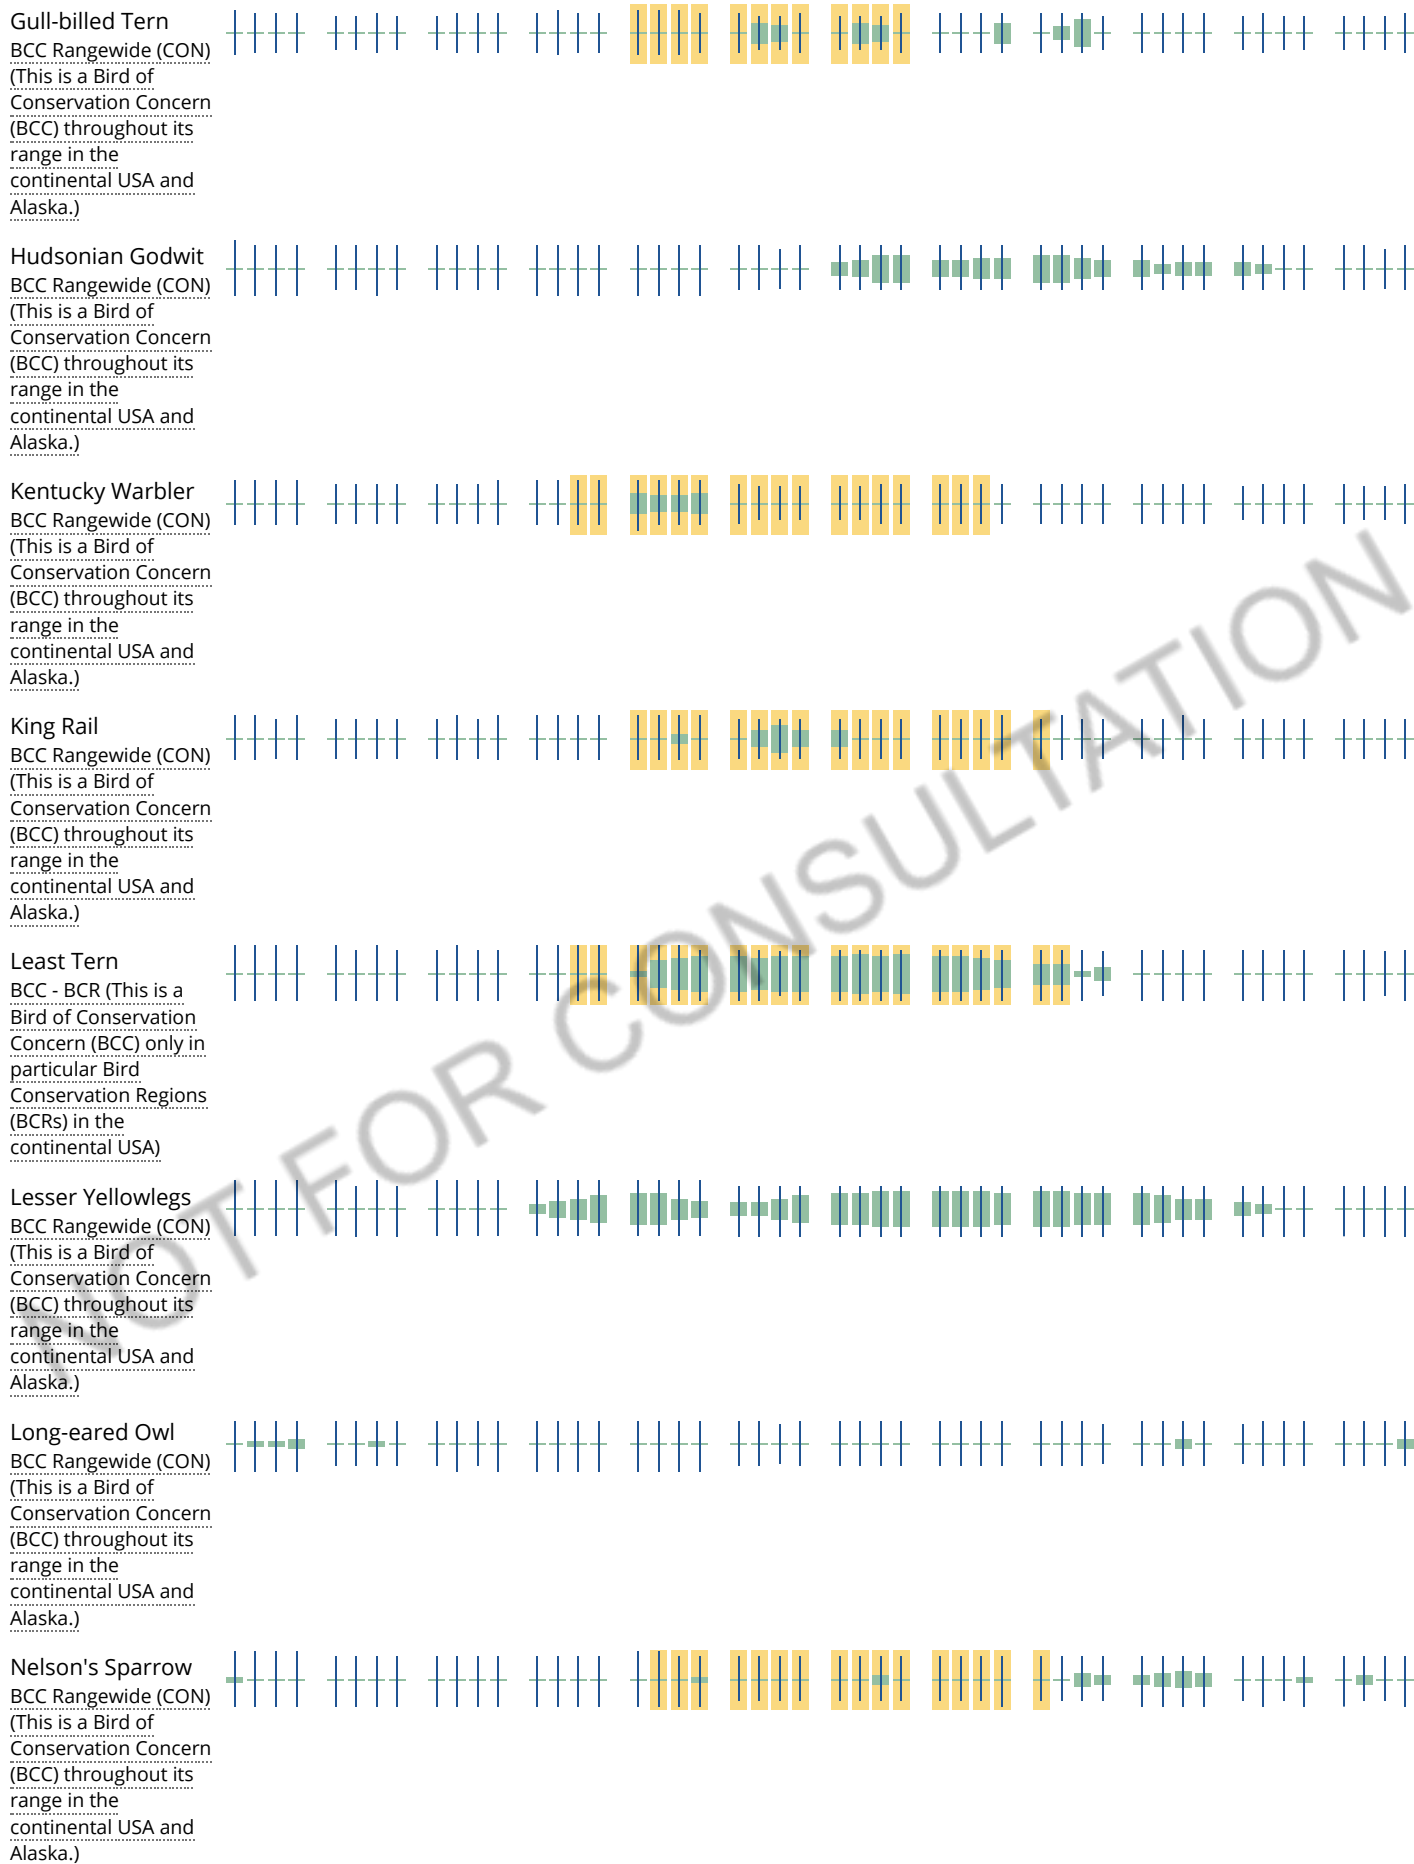 Gull-billed Tern
BCC Rangewide (CON)
(This is a Bird of
Conservation Concern
(BCC) throughout its
range in the
continental USA and
Alaska.)
Hudsonian Godwit
BCC Rangewide (CON)
(This is a Bird of
Conservation Concern
(BCC) throughout its
range in the
continental USA and
Alaska.)
Kentucky Warbler
BCC Rangewide (CON)
(This is a Bird of
Conservation Concern
(BCC) throughout its
range in the
continental USA and
Alaska.)
King Rail
BCC Rangewide (CON)
(This is a Bird of
Conservation Concern
(BCC) throughout its
range in the
continental USA and
Alaska.)
Least Tern
BCC - BCR (This is a
Bird of Conservation
Concern (BCC) only in
particular Bird
Conservation Regions
(BCRs) in the
continental USA)
Lesser Yellowlegs
BCC Rangewide (CON)
(This is a Bird of
Conservation Concern
(BCC) throughout its
range in the
continental USA and
Alaska.)
Long-eared Owl
BCC Rangewide (CON)
(This is a Bird of
Conservation Concern
(BCC) throughout its
range in the
continental USA and
Alaska.)
Nelson's Sparrow
BCC Rangewide (CON)
(This is a Bird of
Conservation Concern
(BCC) throughout its
range in the
continental USA and
Alaska.)
NOT FOR CONSULTATION